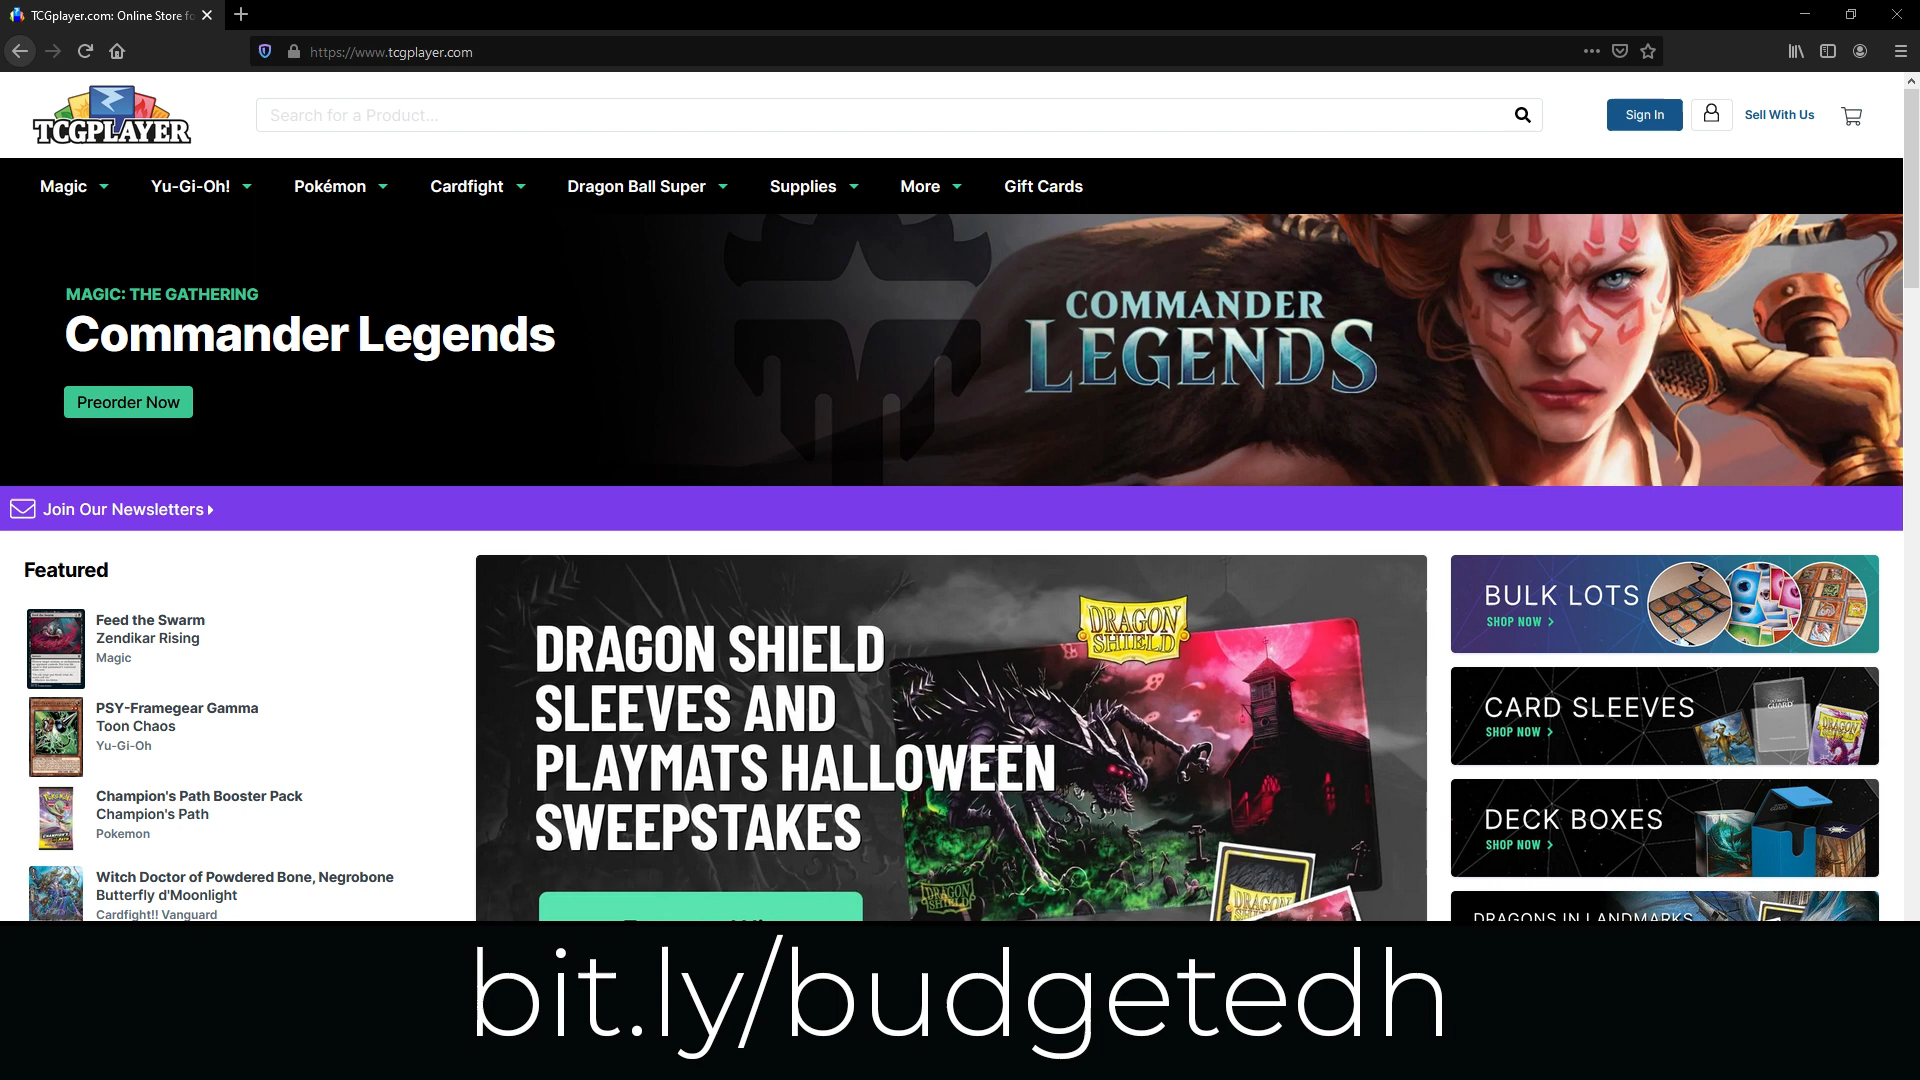 TCGplayer.com: Online Store fo
https://www.tcgplayer.com
TCGPLAYER
Search for a Product...
Sign In
Sell With Us
Magic
Yu-Gi-Oh!
Pokémon
Cardfight
Dragon Ball Super
Supplies
More
Gift Cards
MAGIC: THE GATHERING
Commander Legends
Preorder Now
COMMANDER
LEGENDS
Join Our Newsletters
Featured
Feed the Swarm
Zendikar Rising
Magic
PSY-Framegear Gamma
Toon Chaos
Yu-Gi-Oh
Champion's Path Booster Pack
Champion's Path
Pokemon
Witch Doctor of Powdered Bone, Negrobone
Butterfly d'Moonlight
Cardfight!! Vanguard
DRAGON SHIELD
SLEEVES AND
PLAYMATS HALLOWEEN
SWEEPSTAKES
DRAGON
SHIELD
DRAGON
SHIELD
DRAGON
BULK LOTS
SHOP NOW >
CARD SLEEVES
SHOP NOW >
DECK BOXES
SHOP NOW >
DRAGONS IN LANDMARKS
bit.ly/budgetedh